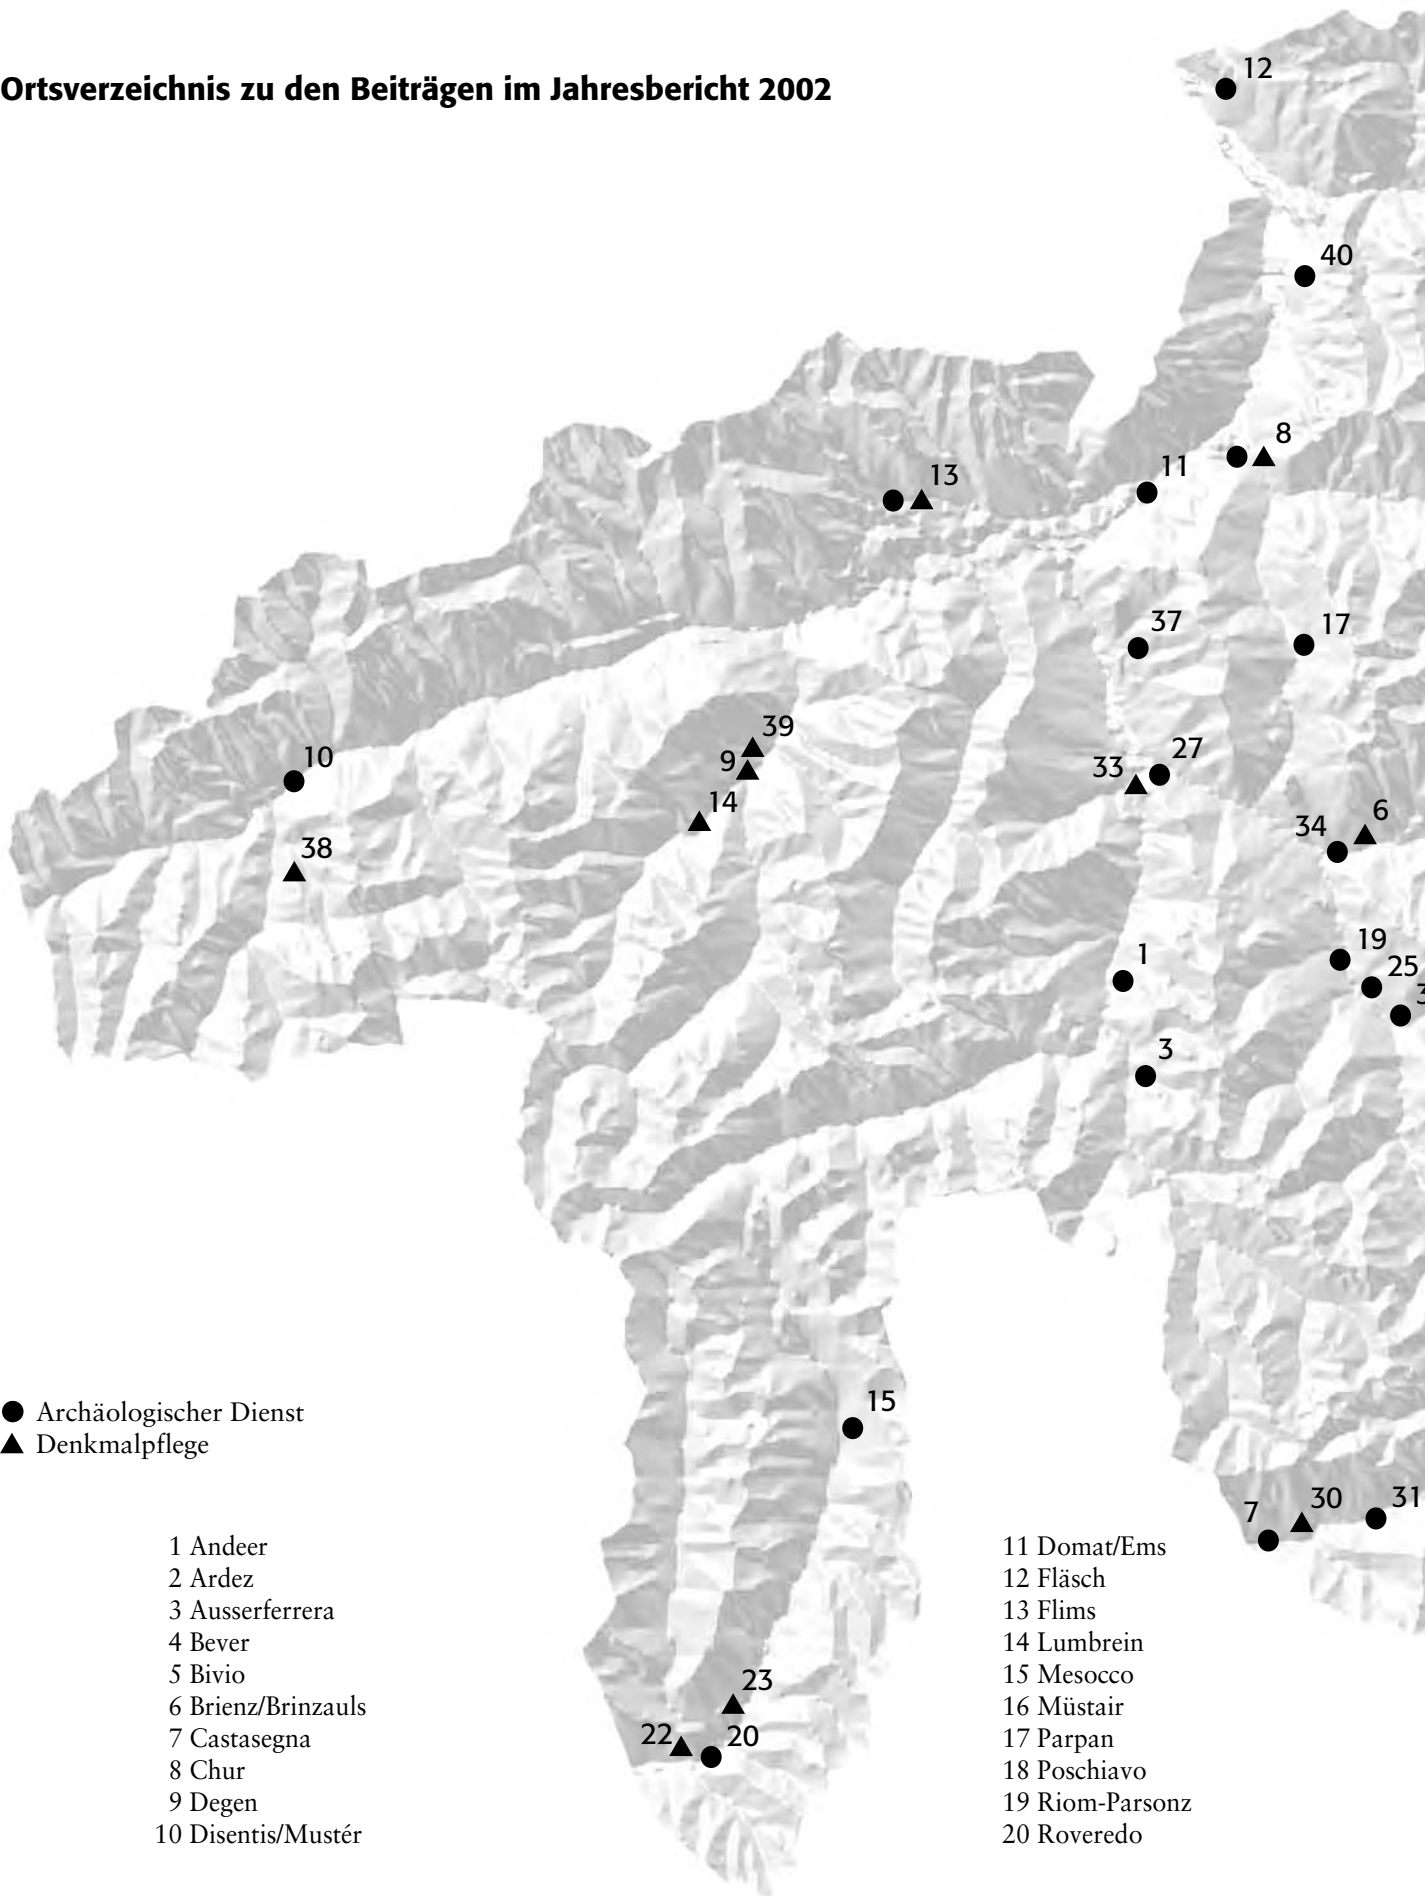 Ortsverzeichnis zu den Beiträgen im Jahresbericht 2002
12
40
8
11
13
37
17
39
9
27
33
10
14
6
34
38
19
1
25
3
3
15
30
31
7
23
22
20
Archäologischer Dienst
Denkmalpflege
1 Andeer
2 Ardez
3 Ausserferrera
4 Bever
5 Bivio
6 Brienz/Brinzauls
7 Castasegna
8 Chur
9 Degen
10 Disentis/Mustér
11 Domat/Ems
12 Fläsch
13 Flims
14 Lumbrein
15 Mesocco
16 Müstair
17 Parpan
18 Poschiavo
19 Riom-Parsonz
20 Roveredo